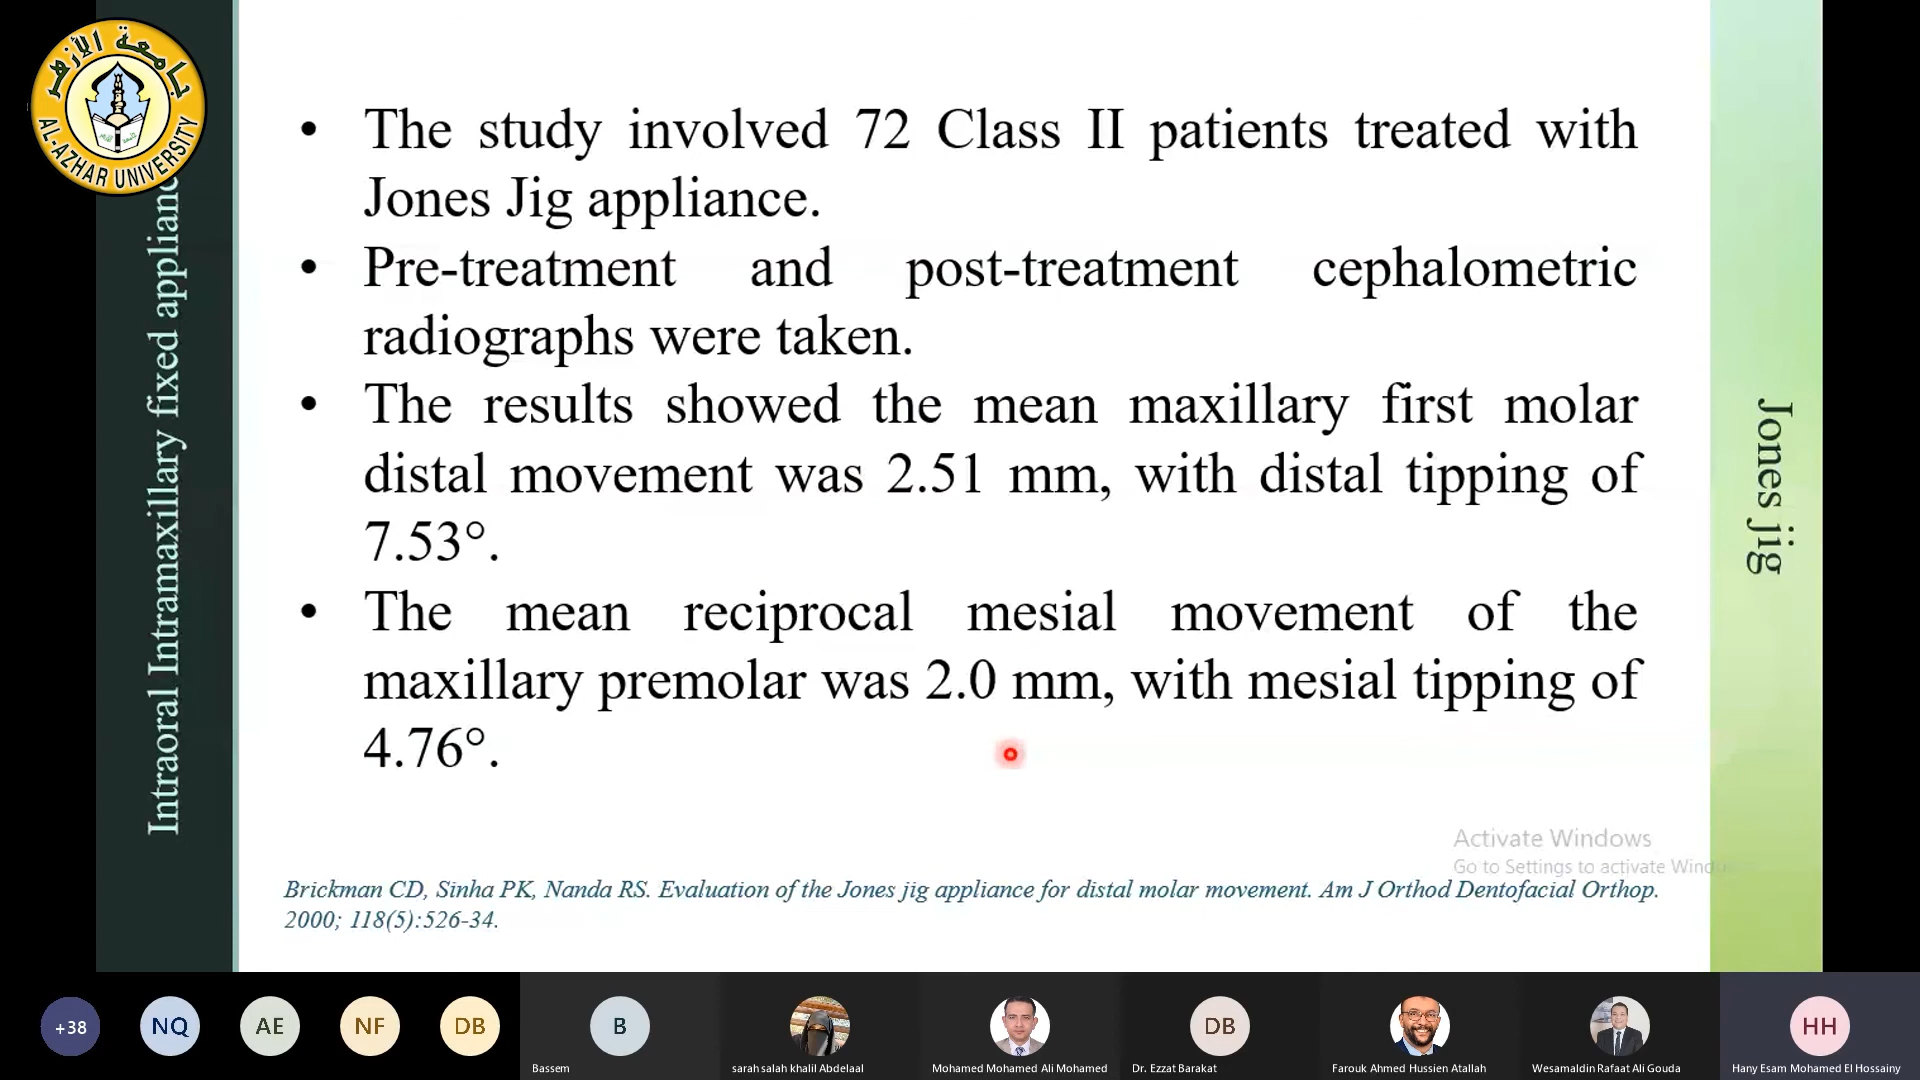 جامعة الأزهر
AL-AZHAR UNIVERSITY
Intraoral Intramaxillary fixed applianc
• The study involved 72 Class II patients treated with
Jones Jig appliance.
• Pre-treatment and post-treatment cephalometric
radiographs were taken.
• The results showed the mean maxillary first molar
distal movement was 2.51 mm, with distal tipping of
7.53°.
• The mean reciprocal mesial movement of the
maxillary premolar was 2.0 mm, with mesial tipping of
4.76°.
Jones jig
Activate Windows
Go to Settings to activate Windo
Brickman CD, Sinha PK, Nanda RS. Evaluation of the Jones jig appliance for distal molar movement. Am J Orthod Dentofacial Orthop.
2000; 118(5):526-34.
+38
NQ
AE
NF
DB
B
DB
HH
Bassem
sarah salah khalil Abdelaal
Mohamed Mohamed Ali Mohamed
Dr. Ezzat Barakat
Farouk Ahmed Hussien Atallah
Wesamaldin Rafaat Ali Gouda
Hany Esam Mohamed El Hossainy